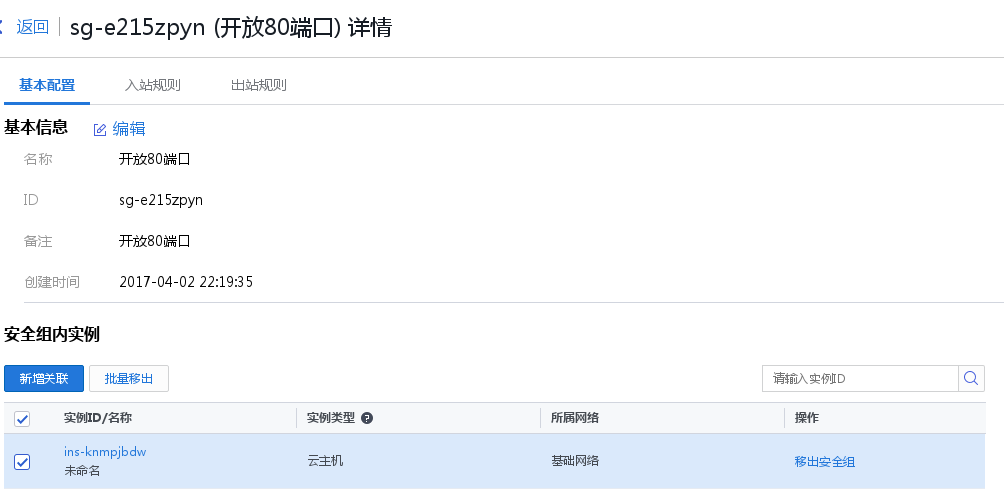 返回 sg-e215zpyn (开放80端口) 详情
基本配置 入站规则 出站规则
基本信息 编辑
名称 开放80端口
ID sg-e215zpyn
备注 开放80端口
创建时间 2017-04-02 22:19:35
安全组内实例
新增关联 批量移出 请输入实例ID
实例ID/名称 实例类型 所属网络 操作
ins-knmpjbdw
未命名 云主机 基础网络 移出安全组